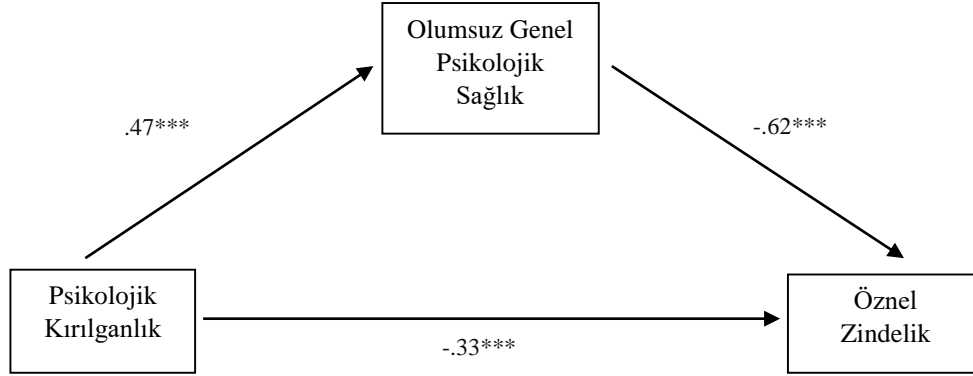 Olumsuz Genel
Psikolojik
Sağlık
.47***
-.62***
Psikolojik
Kırılganlık
-.33***
Öznel
Zindelik